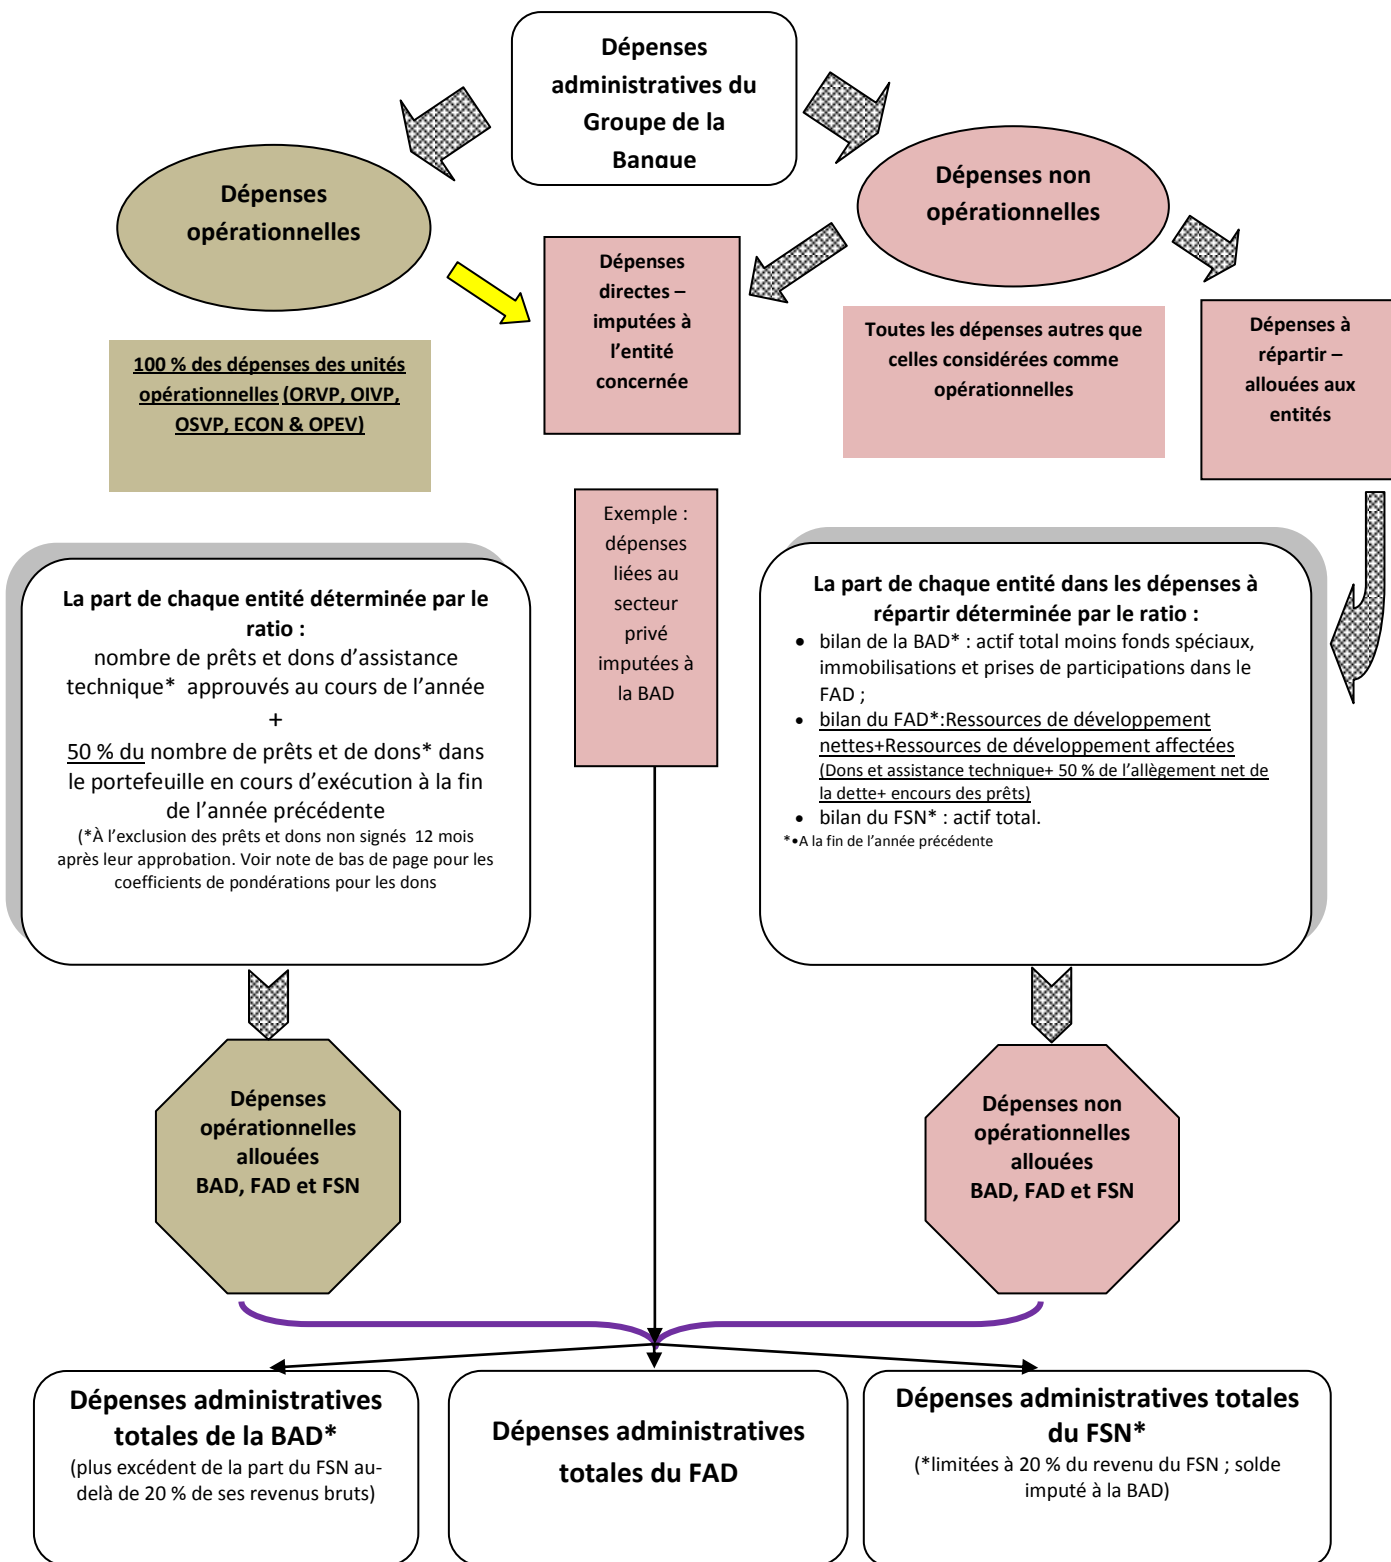 Dépenses
administratives du
Groupe de la
Banque
Dépenses
opérationnelles
Dépenses non
opérationnelles
Dépenses
directes –
imputées à
l’entité
concernée
100 % des dépenses des unités
opérationnelles (ORVP, OIVP,
OSVP, ECON & OPEV)
Toutes les dépenses autres que
celles considérées comme
opérationnelles
Dépenses à
répartir –
allouées aux
entités
Exemple :
dépenses
liées au
secteur
privé
imputées à
la BAD
La part de chaque entité déterminée par le
ratio :
nombre de prêts et dons d’assistance
technique* approuvés au cours de l’année
+
50 % du nombre de prêts et de dons* dans
le portefeuille en cours d’exécution à la fin
de l’année précédente
(*À l’exclusion des prêts et dons non signés 12 mois
après leur approbation. Voir note de bas de page pour les
coefficients de pondérations pour les dons
La part de chaque entité dans les dépenses à
répartir déterminée par le ratio :
• bilan de la BAD* : actif total moins fonds spéciaux,
immobilisations et prises de participations dans le
FAD ;
• bilan du FAD*:Ressources de développement
nettes+Ressources de développement affectées
(Dons et assistance technique+ 50 % de l’allègement net de
la dette+ encours des prêts)
• bilan du FSN* : actif total.
*•A la fin de l’année précédente
Dépenses
opérationnelles
allouées
BAD, FAD et FSN
Dépenses non
opérationnelles
allouées
BAD, FAD et FSN
Dépenses administratives
totales de la BAD*
(plus excédent de la part du FSN au-
delà de 20 % de ses revenus bruts)
Dépenses administratives
totales du FAD
Dépenses administratives totales
du FSN*
(*limitées à 20 % du revenu du FSN ; solde
imputé à la BAD)